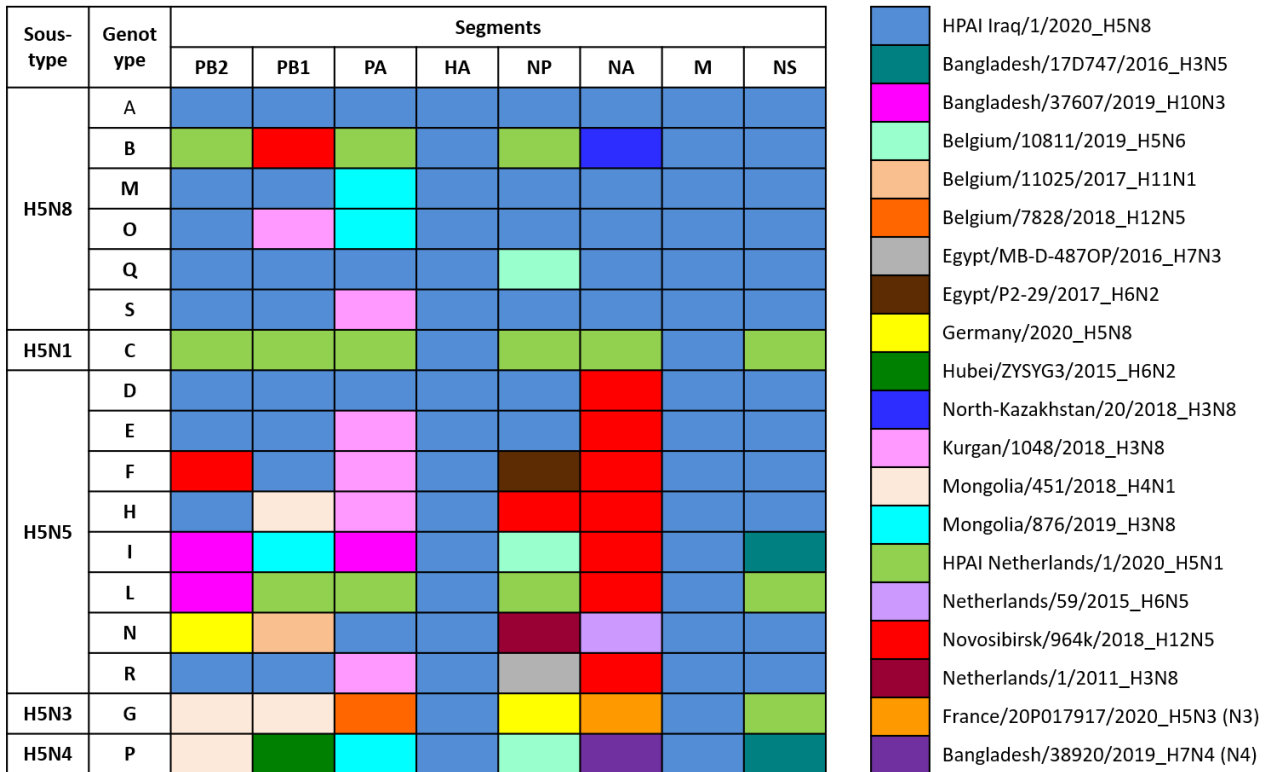 Sous-
type
Genot
ype
Segments
PB2 PB1 PA HA NP NA M NS
H5N8
A
B
M
O
Q
S
H5N1
C
H5N5
D
E
F
H
I
L
N
R
H5N3
G
H5N4
P
HPAI Iraq/1/2020_H5N8
Bangladesh/17D747/2016_H3N5
Bangladesh/37607/2019_H10N3
Belgium/10811/2019_H5N6
Belgium/11025/2017_H11N1
Belgium/7828/2018_H12N5
Egypt/MB-D-487OP/2016_H7N3
Egypt/P2-29/2017_H6N2
Germany/2020_H5N8
Hubei/ZYSYG3/2015_H6N2
North-Kazakhstan/20/2018_H3N8
Kurgan/1048/2018_H3N8
Mongolia/451/2018_H4N1
Mongolia/876/2019_H3N8
HPAI Netherlands/1/2020_H5N1
Netherlands/59/2015_H6N5
Novosibirsk/964k/2018_H12N5
Netherlands/1/2011_H3N8
France/20P017917/2020_H5N3 (N3)
Bangladesh/38920/2019_H7N4 (N4)